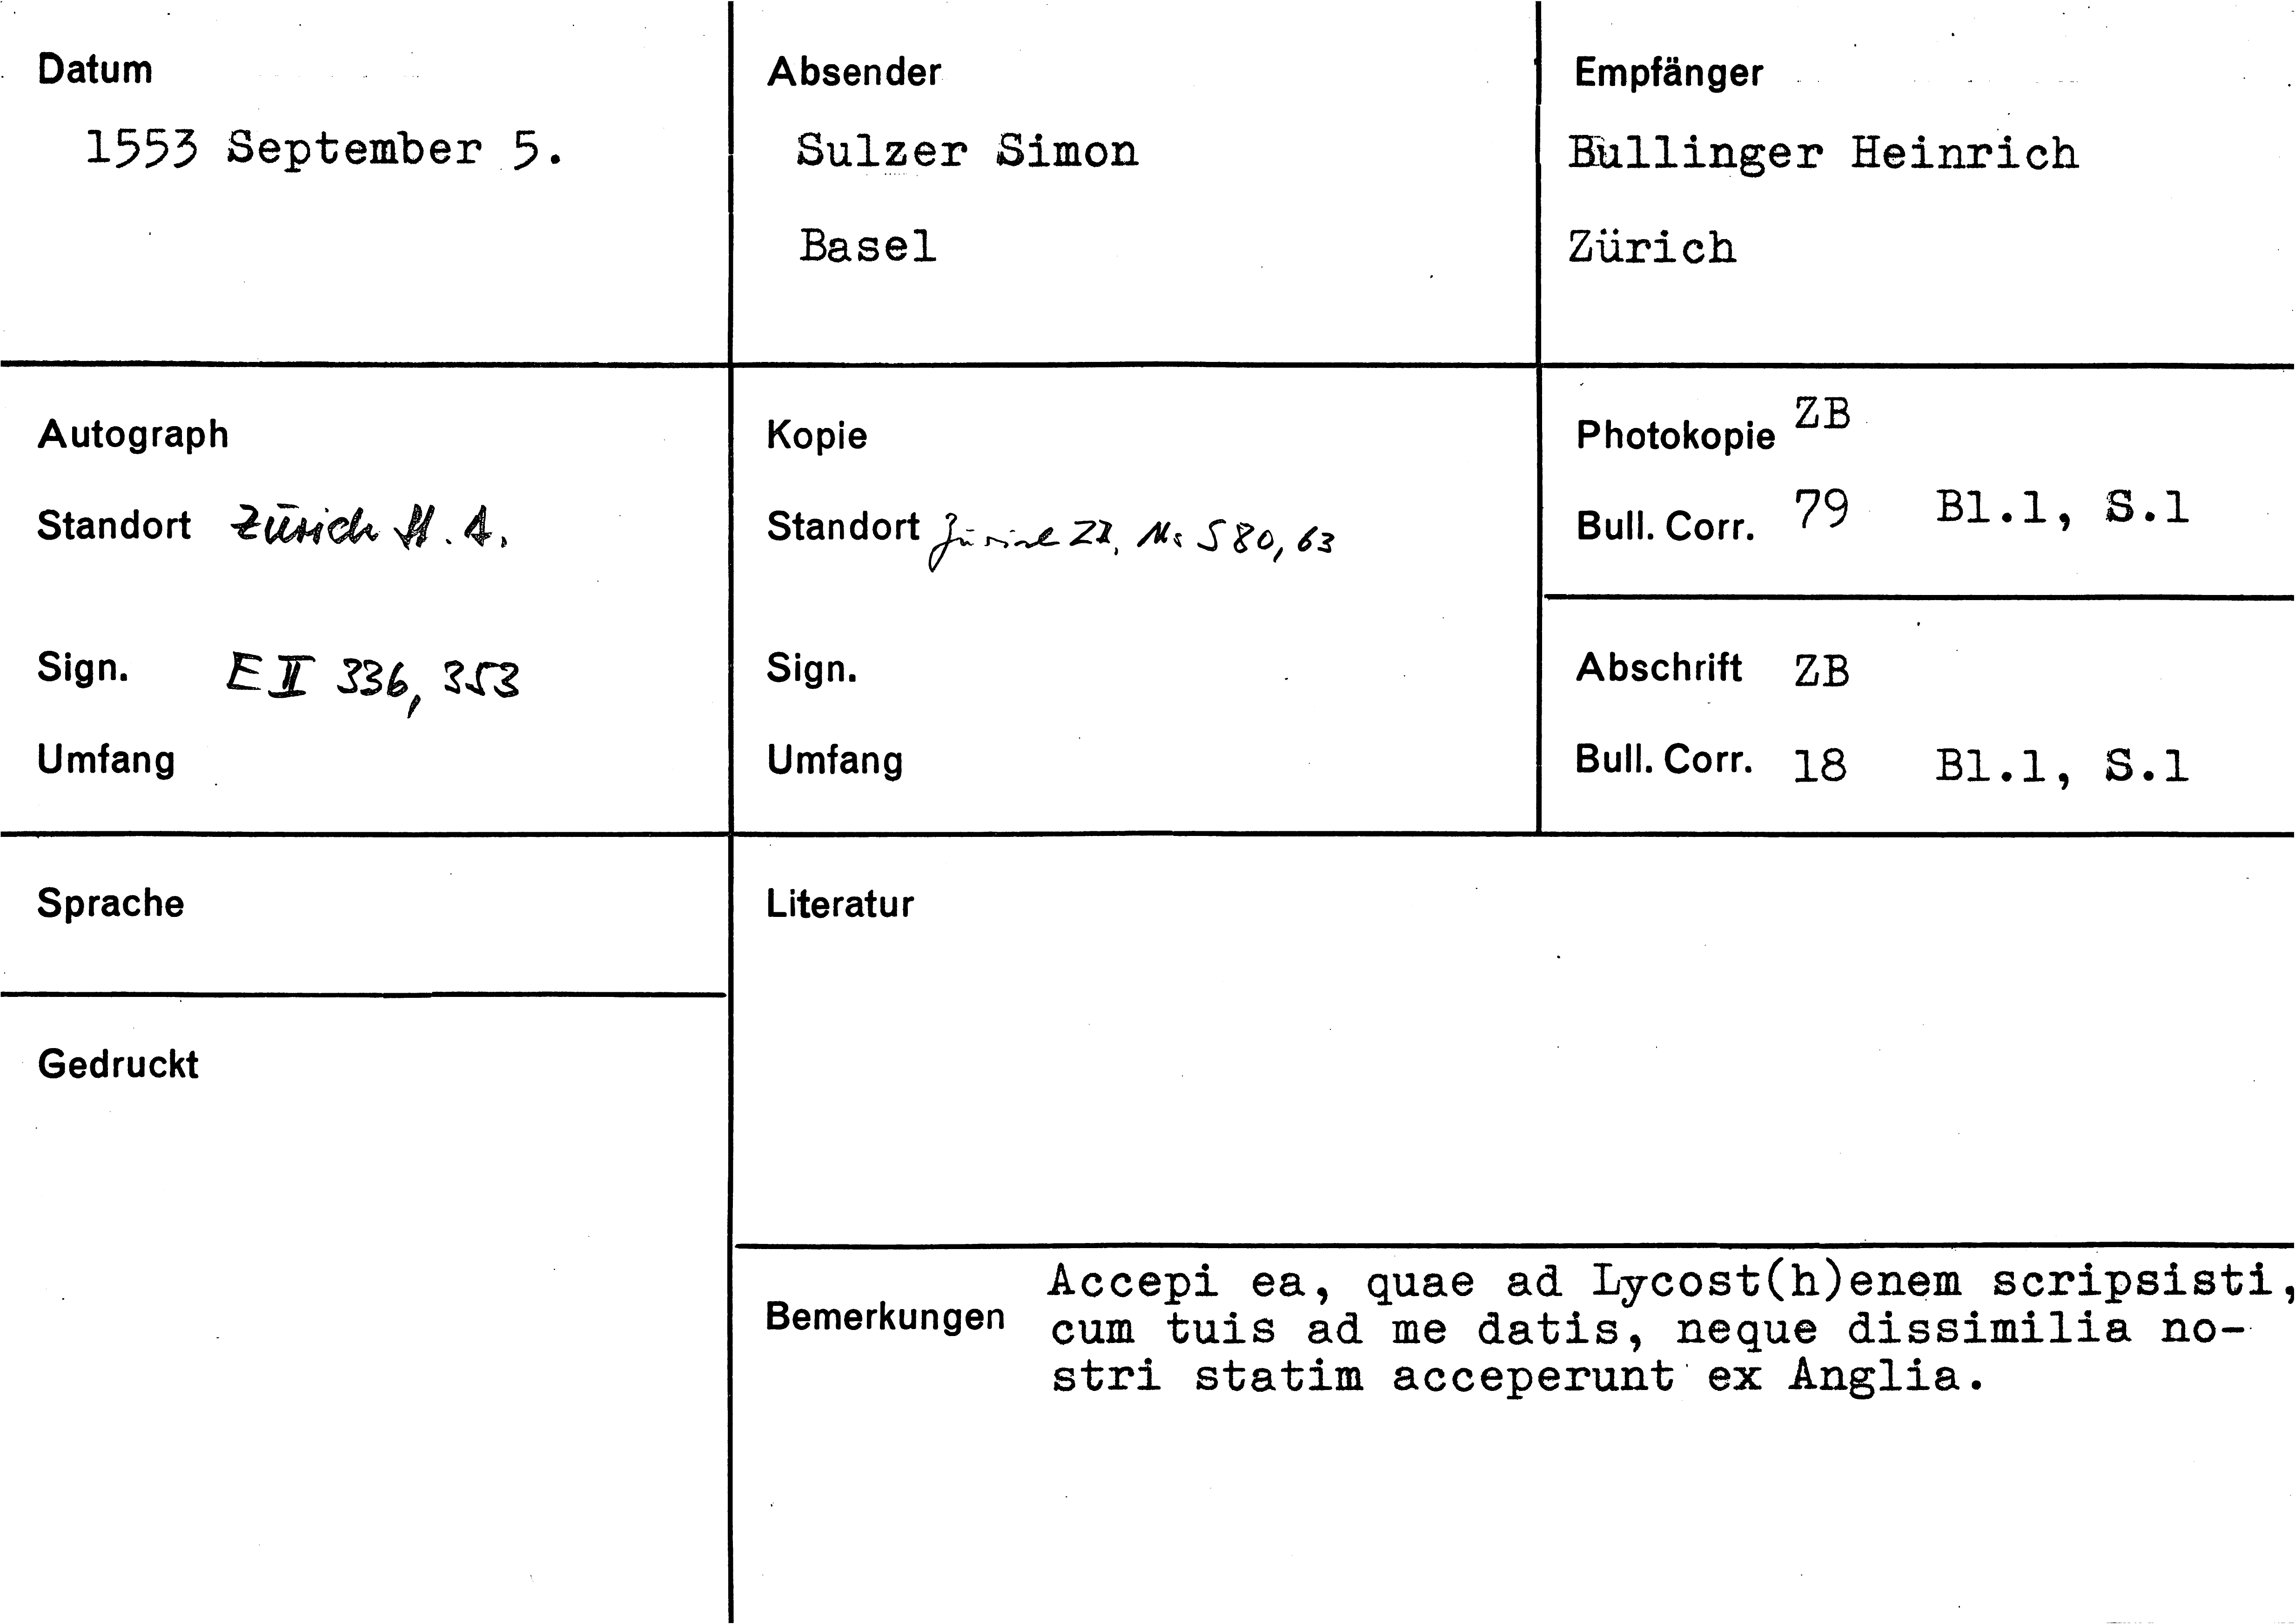 Datum
1553 September 5.
Absender
Sulzer Simon
Basel
Empfänger
Bullinger Heinrich
Zürich
Autograph
Standort Zürich St. A.
Sign. E II 336, 353
Umfang
Kopie
Standort Zürich ZB, Ms S 80, 63
Sign.
Umfang
Photokopie ZB
Bull. Corr. 79 Bl.1, S.1
Abschrift ZB
Bull. Corr. 18 Bl.1, S.1
Sprache
Gedruckt
Literatur
Bemerkungen
Accepi ea, quae ad Lycost(h)enem scripsisti,
cum tuis ad me datis, neque dissimilia no-
stri statim acceperunt ex Anglia.